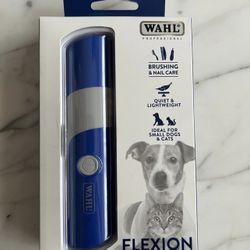 WAHL
PROFESSIONAL
BRUSHING
& NAIL CARE
QUIET &
LIGHTWEIGHT
IDEAL FOR
SMALL DOGS
& CATS
WAHL
FLEXION